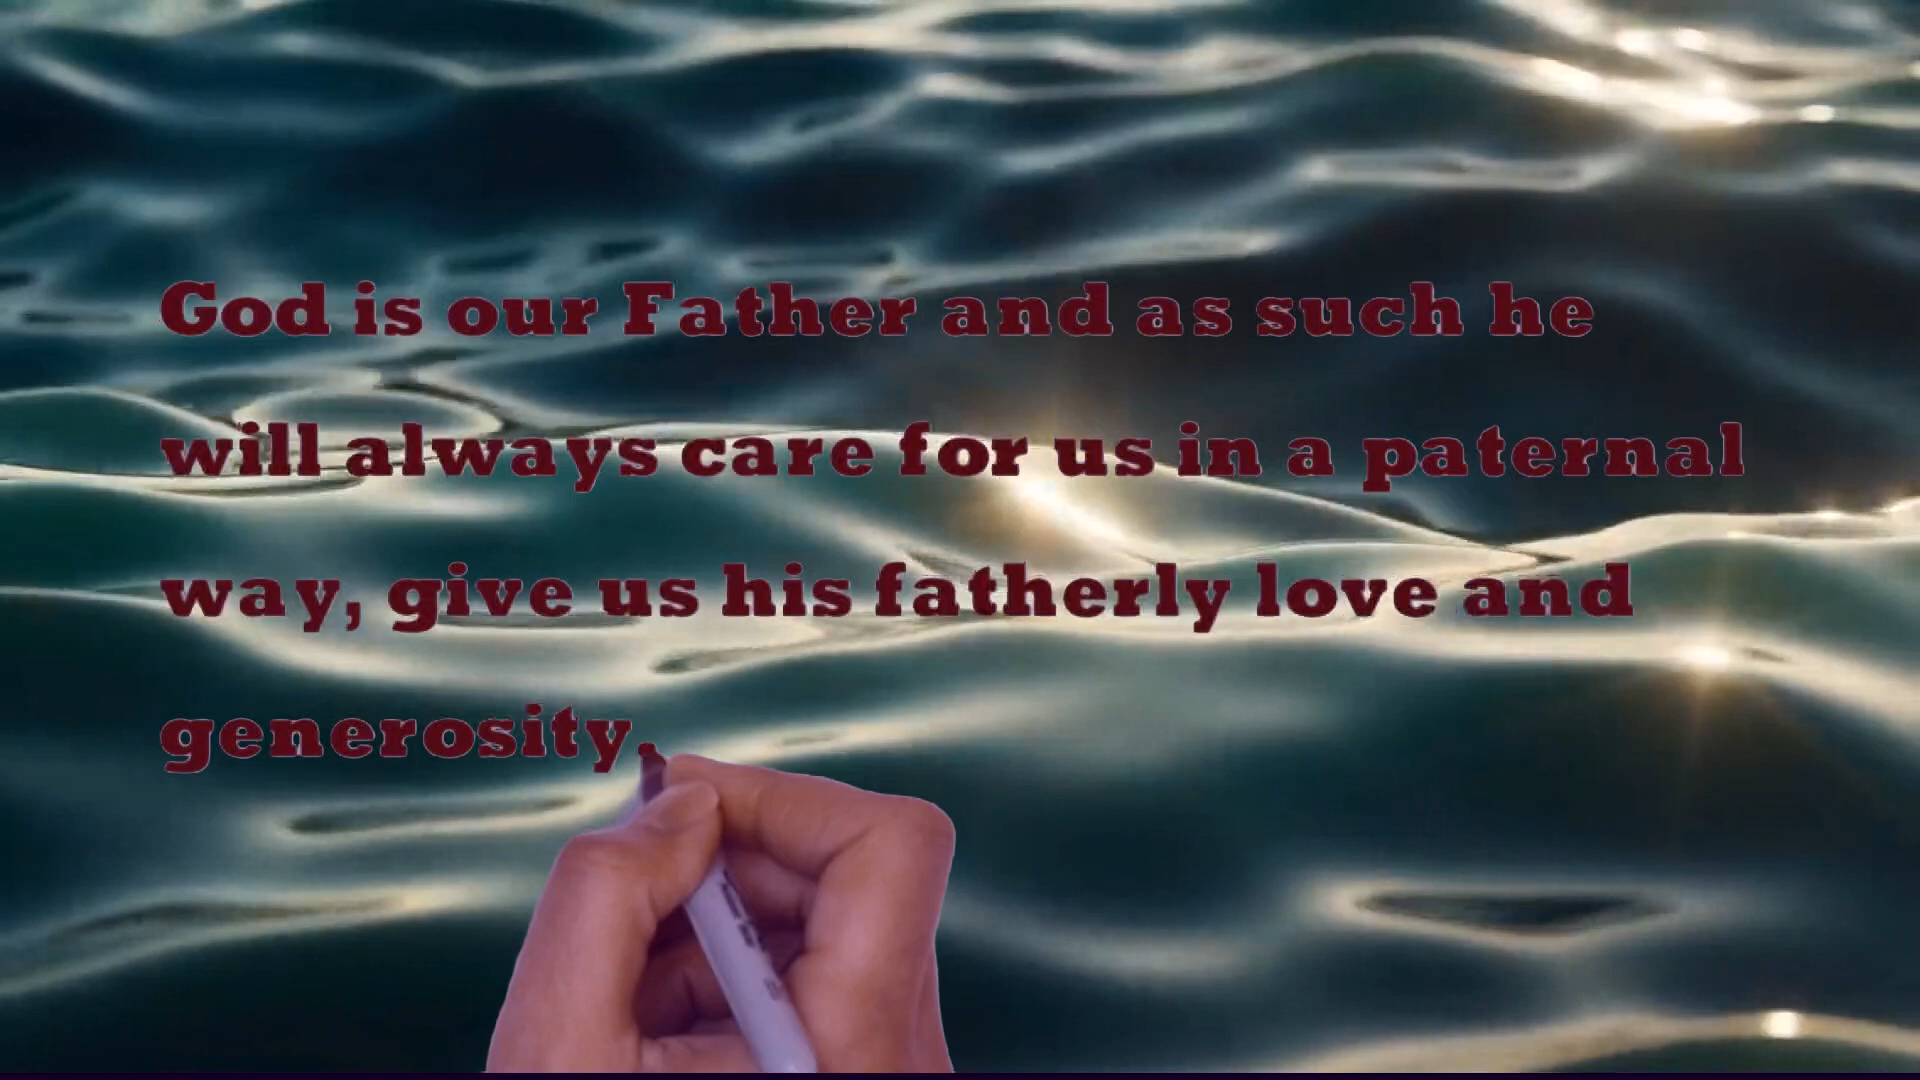 God is our Father and as such he
will always care for us in a paternal
way, give us his fatherly love and
generosity.